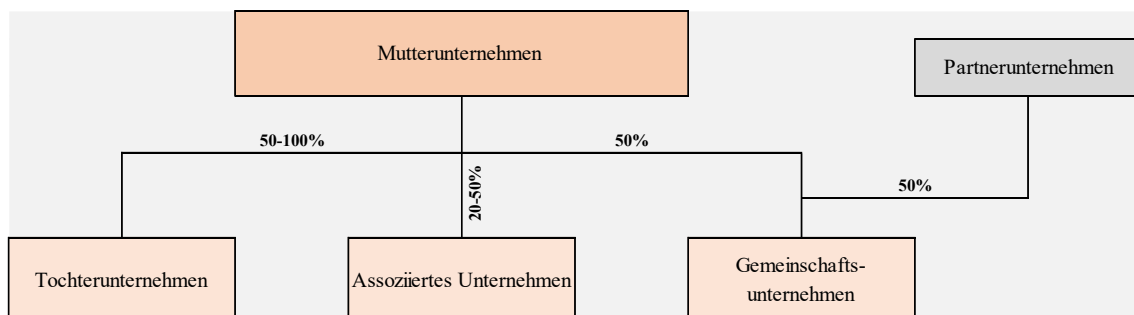 Mutterunternehmen
Partnerunternehmen
50-100%
50%
20-50%
50%
Tochterunternehmen
Assoziiertes Unternehmen
Gemeinschafts-
unternehmen